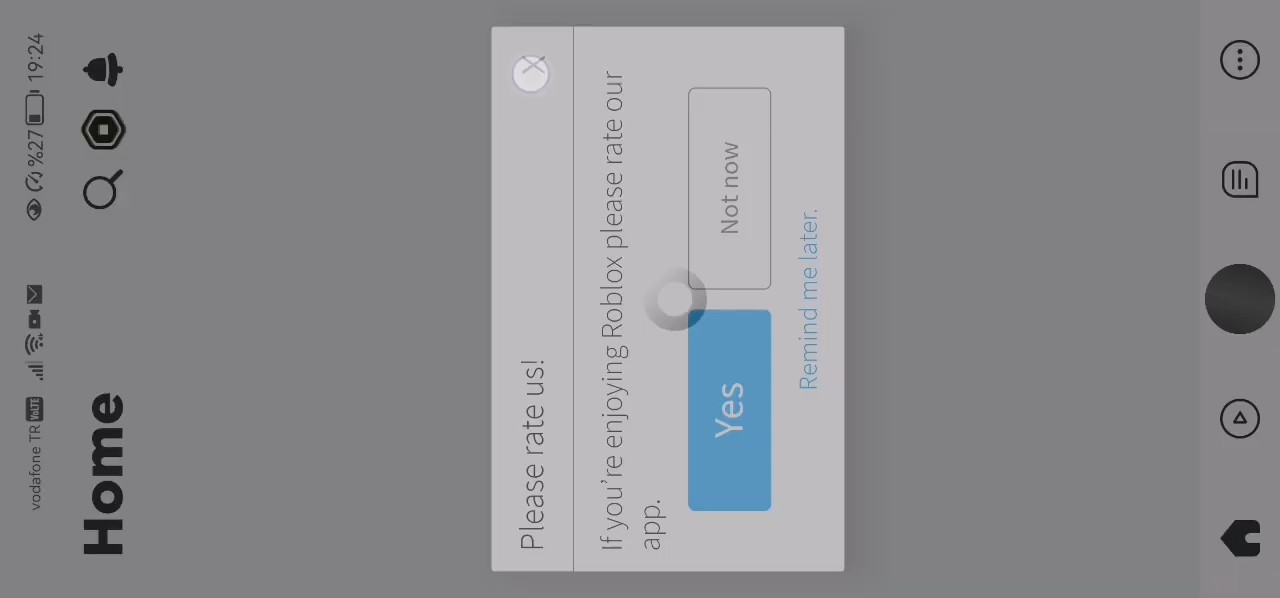 vodafone TR VoLTE %27 19:24
Home
Please rate us!
If you're enjoying Roblox please rate our
app.
Yes Not now
Remind me later.